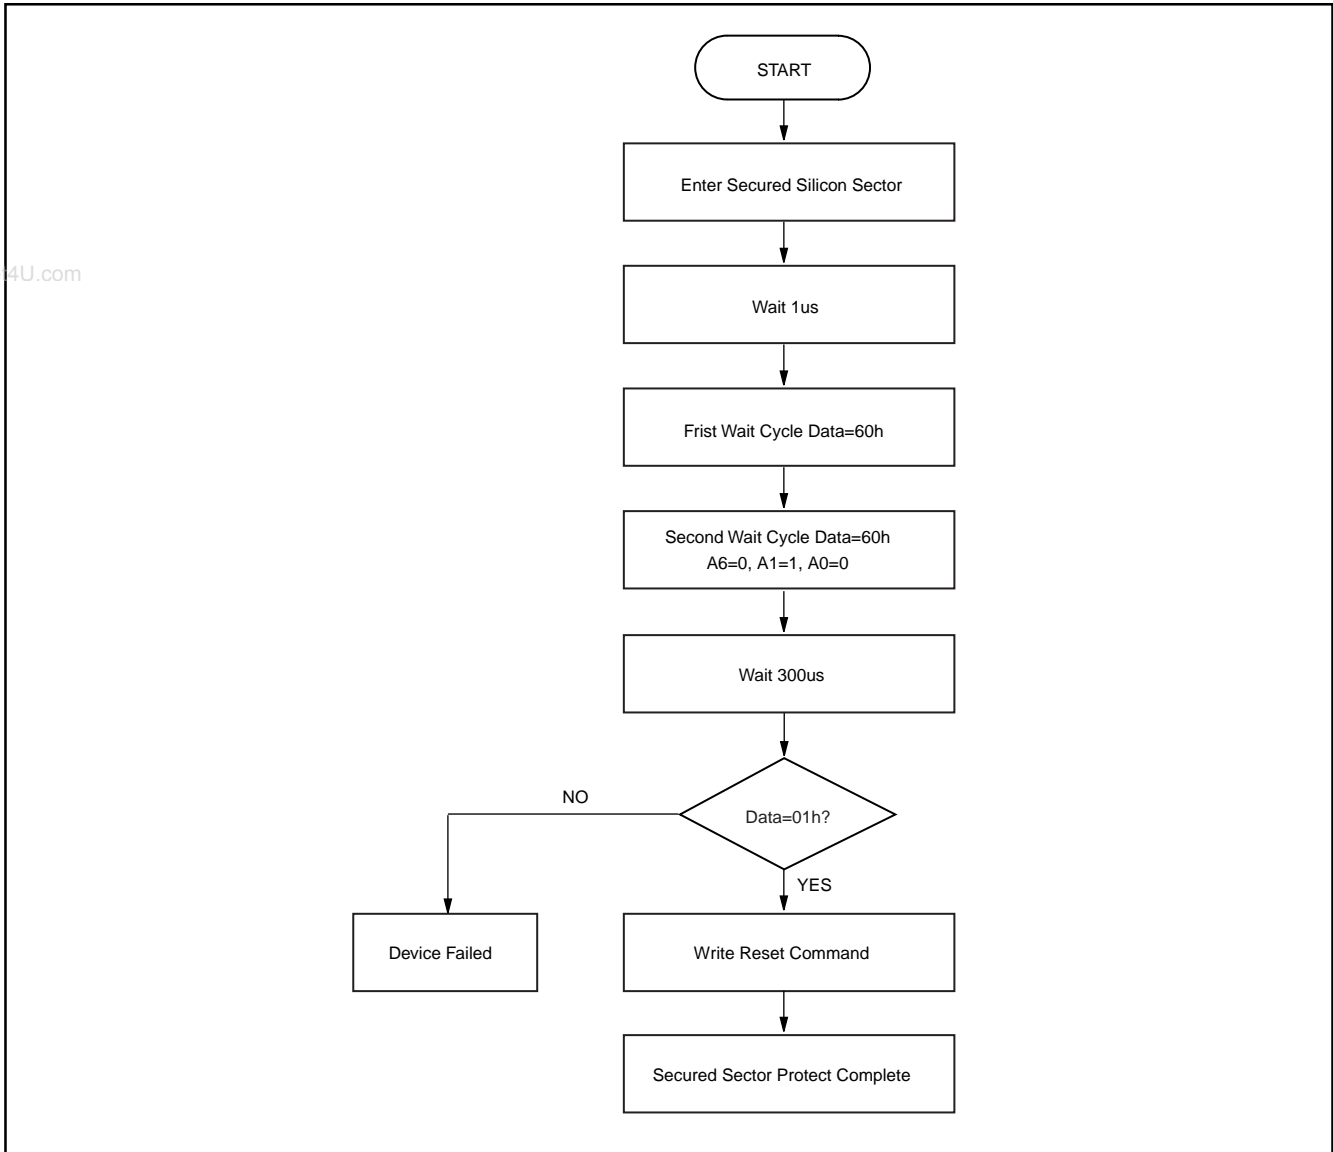 START
Enter Secured Silicon Sector
4U.com
Wait 1us
Frist Wait Cycle Data=60h
Second Wait Cycle Data=60h
A6=0, A1=1, A0=0
Wait 300us
NO
Data=01h?
YES
Device Failed
Write Reset Command
Secured Sector Protect Complete